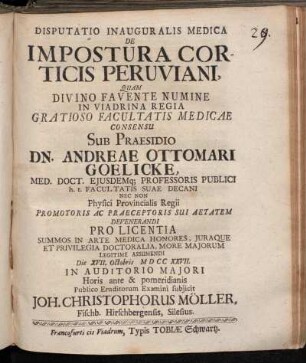 29.
DISPUTATIO INAUGURALIS MEDICA
DE
IMPOSTURA COR-
TICIS PERUVIANI,
QUAM
DIVINO FAVENTE NUMINE
IN VIADRINA REGIA
GRATIOSO FACULTATIS MEDICAE
CONSENSU
SUB PRAESIDIO
DN. ANDREAE OTTOMARI
GOELICKE,
MED. DOCT. EJUSDEMq; PROFESSORIS PUBLICI
h. t. FACULTATIS SUAE DECANI
NEC NON
Physici Provincialis Regii
PROMOTORIS AC PRAECEPTORIS SUI AETATEM
DEVENERANDI
PRO LICENTIA
SUMMOS IN ARTE MEDICA HONORES, JURAQUE
ET PRIVILEGIA DOCTORALIA, MORE MAJORUM
LEGITIME ASSUMENDI
Die XVII. Octobris M D CC XXVII.
IN AUDITORIO MAJORI
Horis ante & pomeridianis
Publico Eruditorum Examini subjicit
JOH. CHRISTOPHORUS MÖLLER,
Fischb. Hirschbergensis, Silesius.
Francofurti cis Viadrum, Typis TOBIÆ Schwartz.